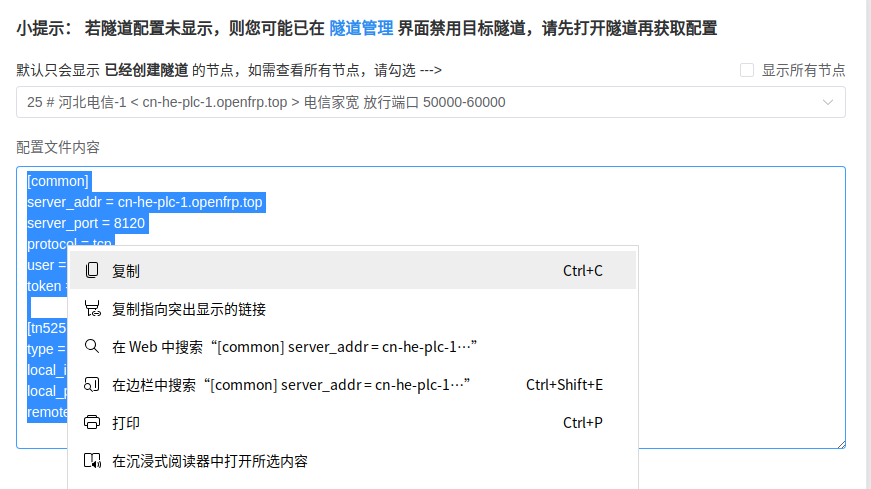 小提示： 若隧道配置未显示，则您可能已在 隧道管理 界面禁用目标隧道，请先打开隧道再获取配置
默认只会显示 已经创建隧道 的节点，如需查看所有节点，请勾选 --->
显示所有节点
25 # 河北电信-1 < cn-he-plc-1.openfrp.top > 电信家宽 放行端口 50000-60000
配置文件内容
[common]
server_addr = cn-he-plc-1.openfrp.top
server_port = 8120
protocol = tcp
user =
token =
[tn525
type =
local_i
local_p
remote
复制 Ctrl+C
复制指向突出显示的链接
在 Web 中搜索“[common] server_addr = cn-he-plc-1…”
在边栏中搜索“[common] server_addr = cn-he-plc-1…” Ctrl+Shift+E
打印 Ctrl+P
在沉浸式阅读器中打开所选内容